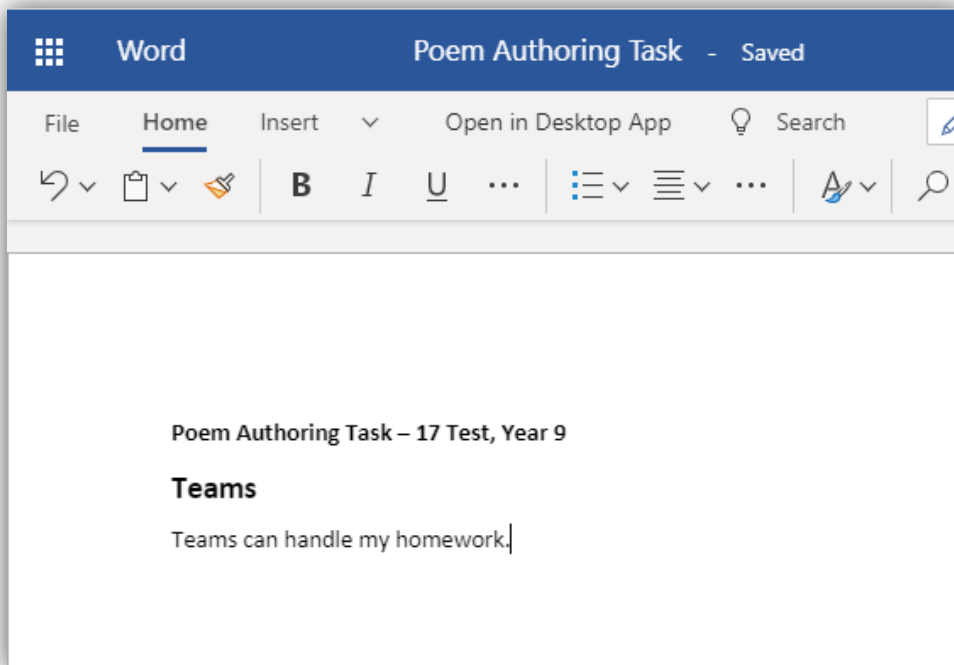 Word
Poem Authoring Task - Saved
File Home Insert Open in Desktop App Search
B I U
Poem Authoring Task – 17 Test, Year 9
Teams
Teams can handle my homework.